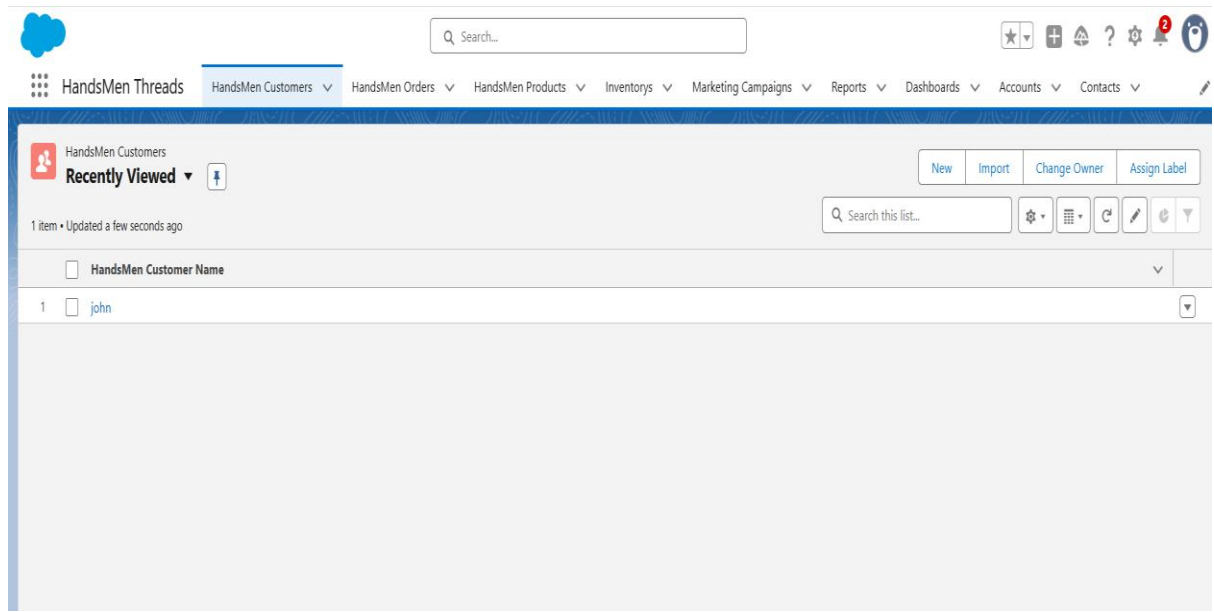 Search...
2
HandsMen Threads
HandsMen Customers
HandsMen Orders
HandsMen Products
Inventorys
Marketing Campaigns
Reports
Dashboards
Accounts
Contacts
HandsMen Customers
Recently Viewed
New
Import
Change Owner
Assign Label
1 item • Updated a few seconds ago
Search this list...
HandsMen Customer Name
1 john